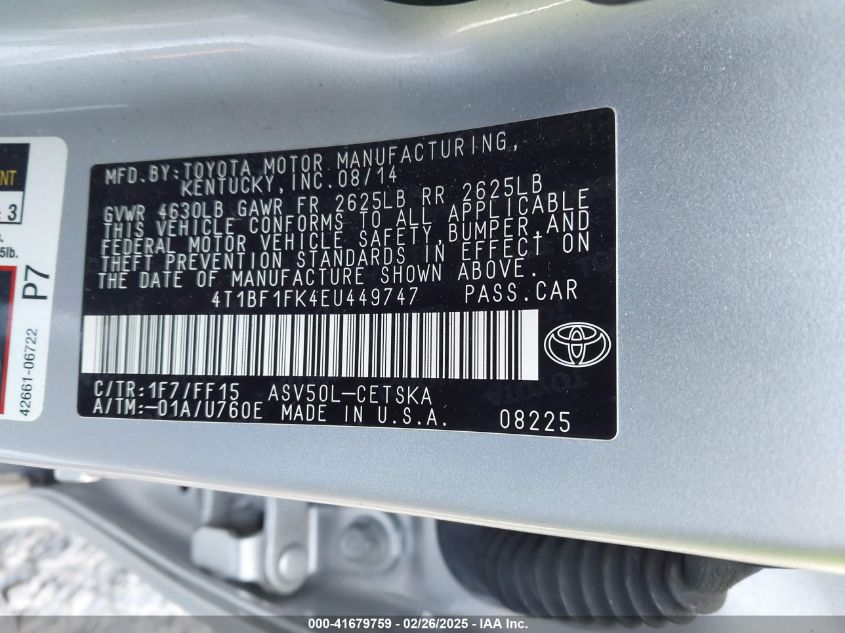 MFD. BY: TOYOTA MOTOR MANUFACTURING,
KENTUCKY, INC. 08/14
GVWR 4630LB GAWR FR 2625LB RR 2625LB
THIS VEHICLE CONFORMS TO ALL APPLICABLE
FEDERAL MOTOR VEHICLE SAFETY, BUMPER, AND
THEFT PREVENTION STANDARDS IN EFFECT ON
THE DATE OF MANUFACTURE SHOWN ABOVE.
4T1BF1FK4EU449747 PASS. CAR
C/TR: 1F7/FF15 ASV50L-CETSKA
A/TM: -01A/U760E MADE IN U.S.A. 08225
3
5lb.
P7
42661-06722
000-41679759 - 02/26/2025 - IAA Inc.